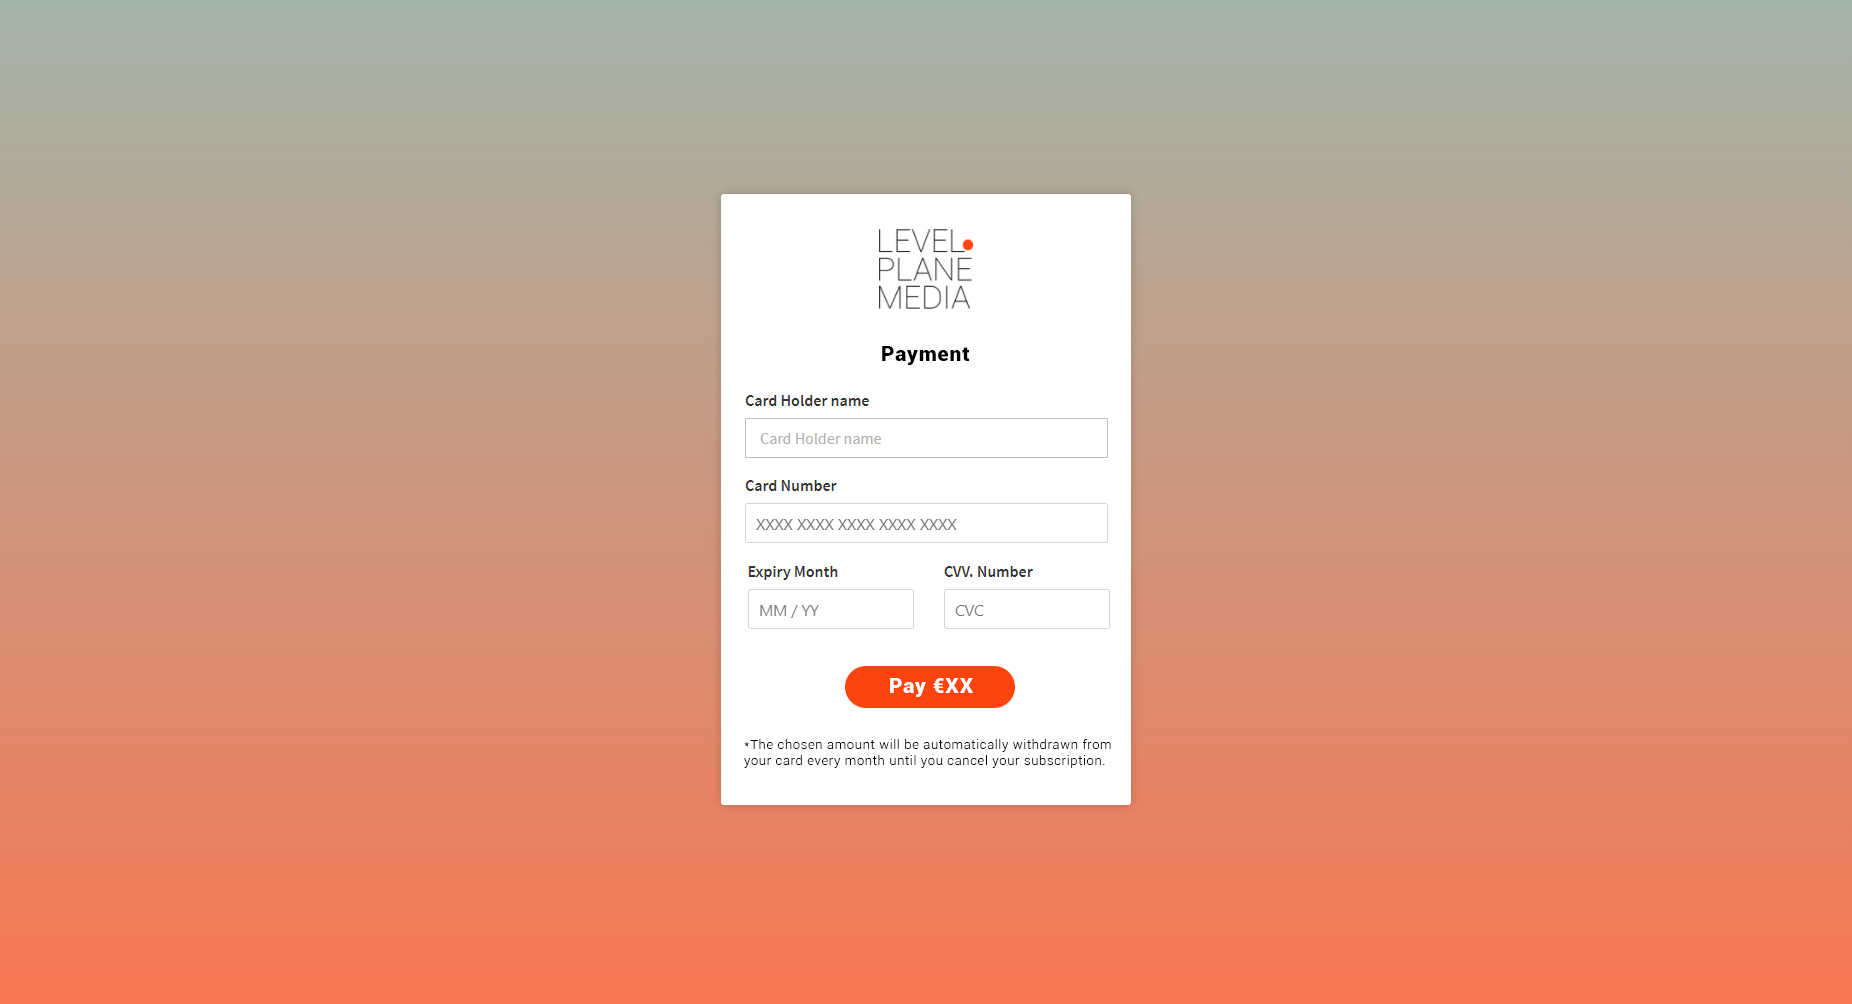 LEVEL
PLANE
MEDIA
Payment
Card Holder name
Card Holder name
Card Number
XXXX XXXX XXXX XXXX XXXX
Expiry Month CVV. Number
MM / YY CVC
Pay €XX
*The chosen amount will be automatically withdrawn from
your card every month until you cancel your subscription.